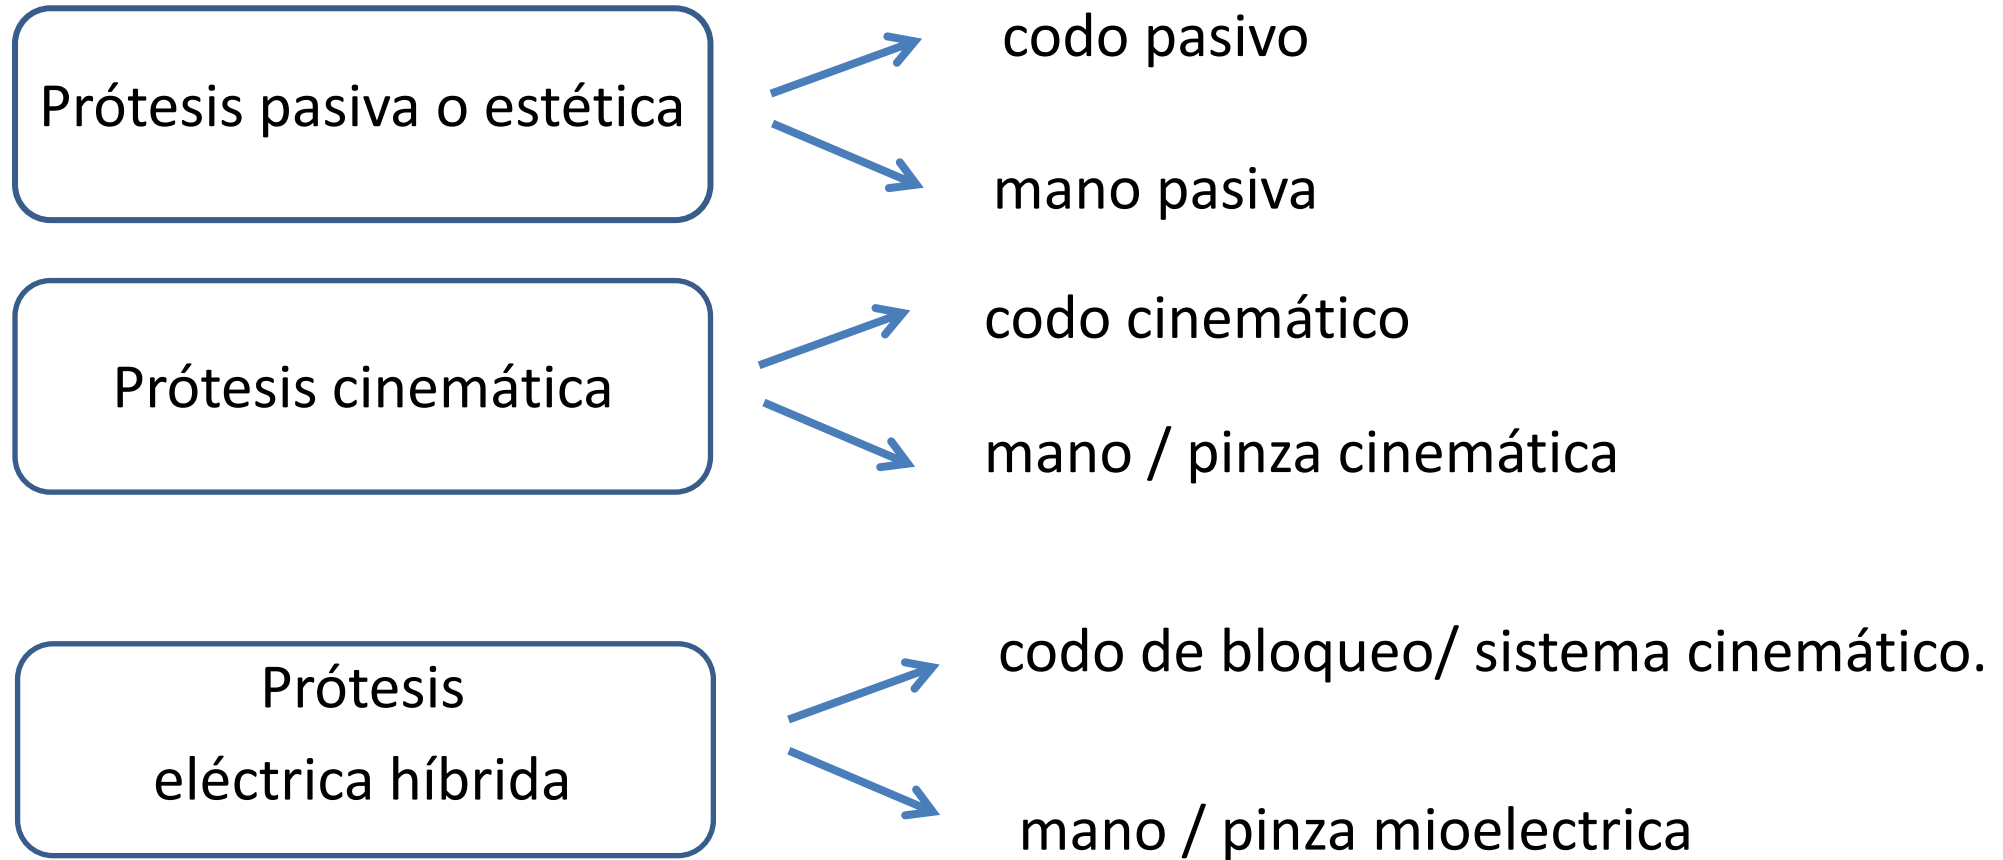 Prótesis pasiva o estética
codo pasivo
mano pasiva
Prótesis cinemática
codo cinemático
mano / pinza cinemática
Prótesis
eléctrica híbrida
codo de bloqueo/ sistema cinemático.
mano / pinza mioelectrica